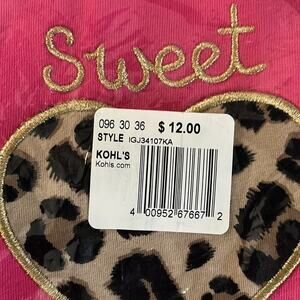 Sweet
096 30 36 $ 12.00
STYLE IGJ34107KA
KOHL'S
Kohls.com
4 00952 67667 2